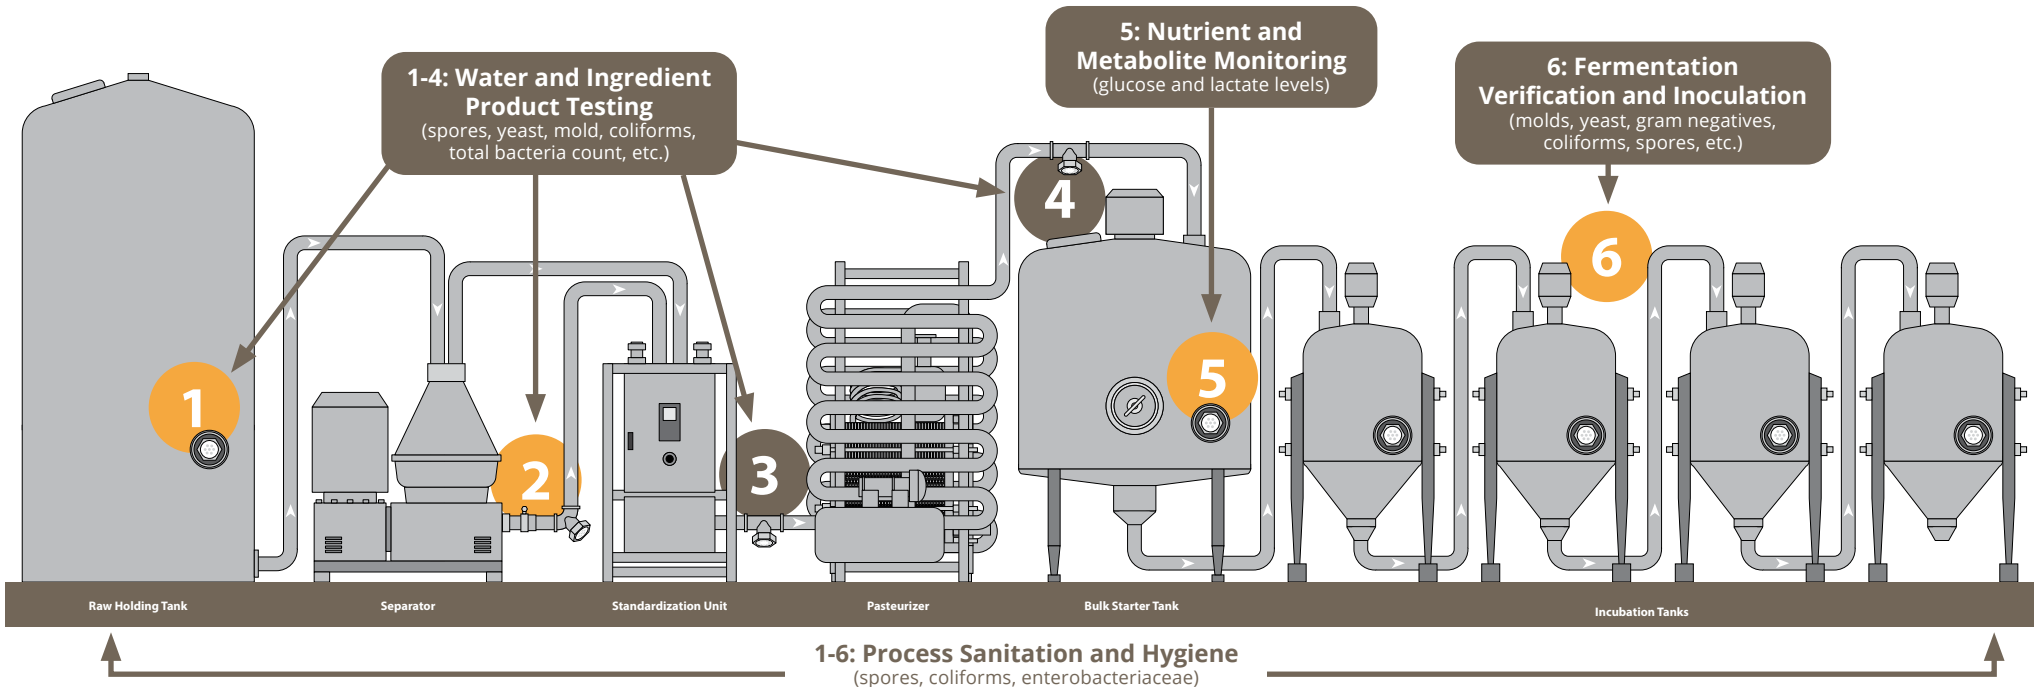 1-4: Water and Ingredient
Product Testing
(spores, yeast, mold, coliforms,
total bacteria count, etc.)
5: Nutrient and
Metabolite Monitoring
(glucose and lactate levels)
6: Fermentation
Verification and Inoculation
(molds, yeast, gram negatives,
coliforms, spores, etc.)
1
2
3
4
5
6
Raw Holding Tank
Separator
Standardization Unit
Pasteurizer
Bulk Starter Tank
Incubation Tanks
1-6: Process Sanitation and Hygiene
(spores, coliforms, enterobacteriaceae)